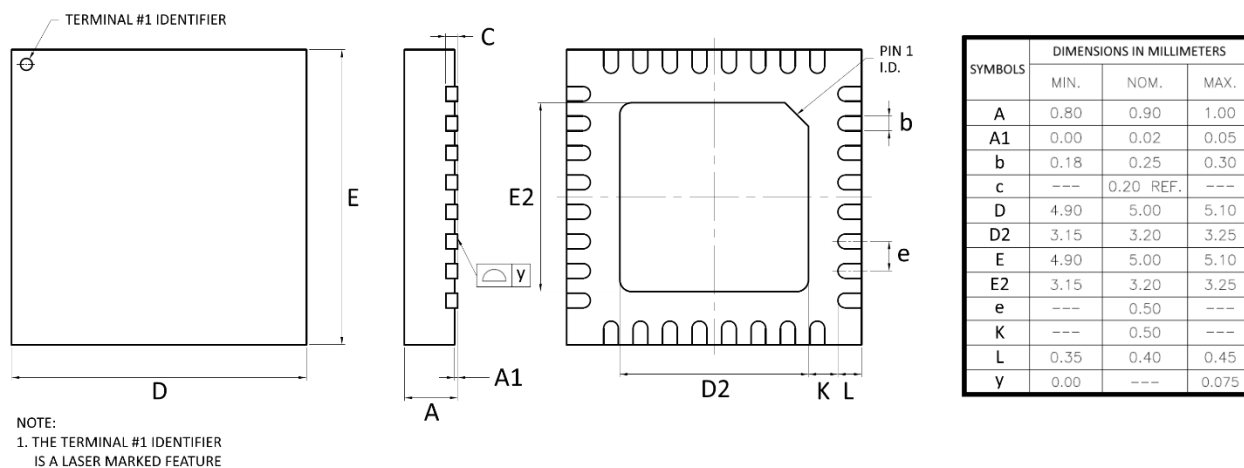 TERMINAL #1 IDENTIFIER
C
PIN 1
I.D.
b
E
E2
e
y
A1
D
A
D2
K
L
NOTE:
1. THE TERMINAL #1 IDENTIFIER
IS A LASER MARKED FEATURE
SYMBOLS DIMENSIONS IN MILLIMETERS
MIN. NOM. MAX.
A 0.80 0.90 1.00
A1 0.00 0.02 0.05
b 0.18 0.25 0.30
c --- 0.20 REF. ---
D 4.90 5.00 5.10
D2 3.15 3.20 3.25
E 4.90 5.00 5.10
E2 3.15 3.20 3.25
e --- 0.50 ---
K --- 0.50 ---
L 0.35 0.40 0.45
y 0.00 --- 0.075